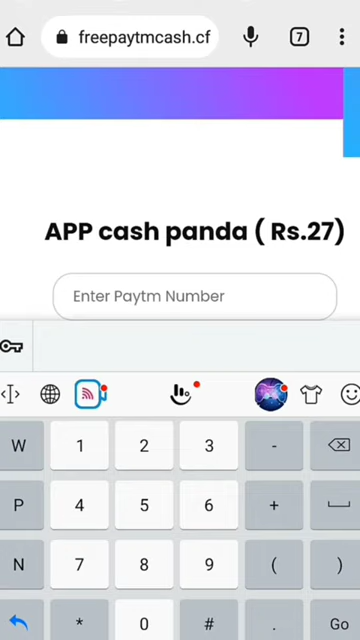 freepaytmcash.cf
7
APP cash panda ( Rs.27)
Enter Paytm Number
W 1 2 3 -
P 4 5 6 +
N 7 8 9 ( )
* 0 # . Go